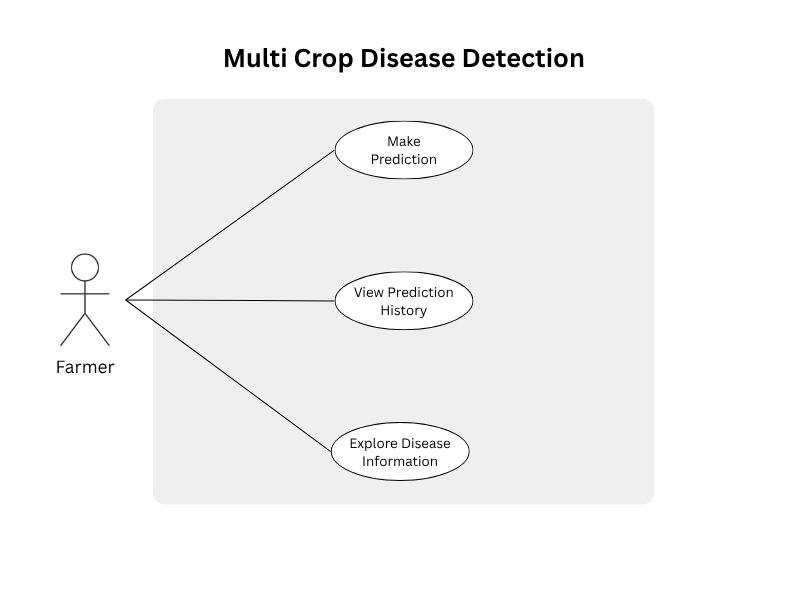 Multi Crop Disease Detection
Make
Prediction
View Prediction
History
Farmer
Explore Disease
Information